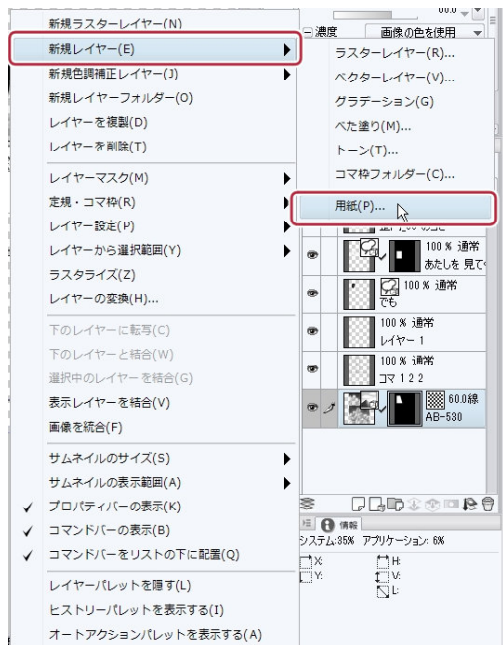 新規ラスターレイヤー(N)
新規レイヤー(E)
新規色調補正レイヤー(J)
新規レイヤーフォルダー(O)
レイヤーを複製(D)
レイヤーを削除(T)
レイヤーマスク(M)
定規・コマ枠(R)
レイヤー設定(P)
レイヤーから選択範囲(Y)
ラスタライズ(Z)
レイヤーの変換(H)...
下のレイヤーに転写(C)
下のレイヤーと結合(W)
選択中のレイヤーを結合(G)
表示レイヤーを結合(V)
画像を統合(F)
サムネイルのサイズ(S)
サムネイルの表示範囲(A)
プロパティバーの表示(K)
コマンドバーの表示(B)
コマンドバーをリストの下に配置(Q)
レイヤーパレットを隠す(L)
ヒストリーパレットを表示する(I)
オートアクションパレットを表示する(A)
濃度 画像の色を使用
ラスターレイヤー(R)...
ベクターレイヤー(V)...
グラデーション(G)
べた塗り(M)...
トーン(T)...
コマ枠フォルダー(C)...
用紙(P)...
100 % 通常
あたしを 見て
100 % 通常
でも
100 % 通常
レイヤー 1
100 % 通常
コマ 1 2 2
60.0線
AB-530
情報
システム:35% アプリケーション: 6%
X: H:
Y: V:
L: